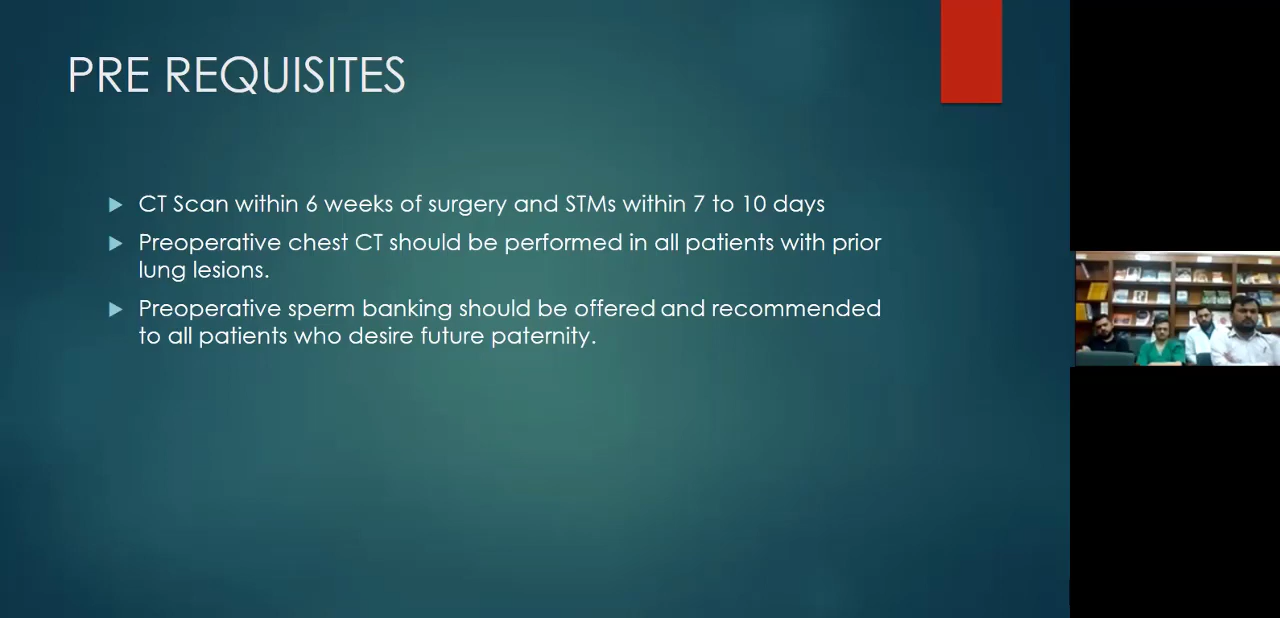 PRE REQUISITES
CT Scan within 6 weeks of surgery and STMs within 7 to 10 days
Preoperative chest CT should be performed in all patients with prior
lung lesions.
Preoperative sperm banking should be offered and recommended
to all patients who desire future paternity.